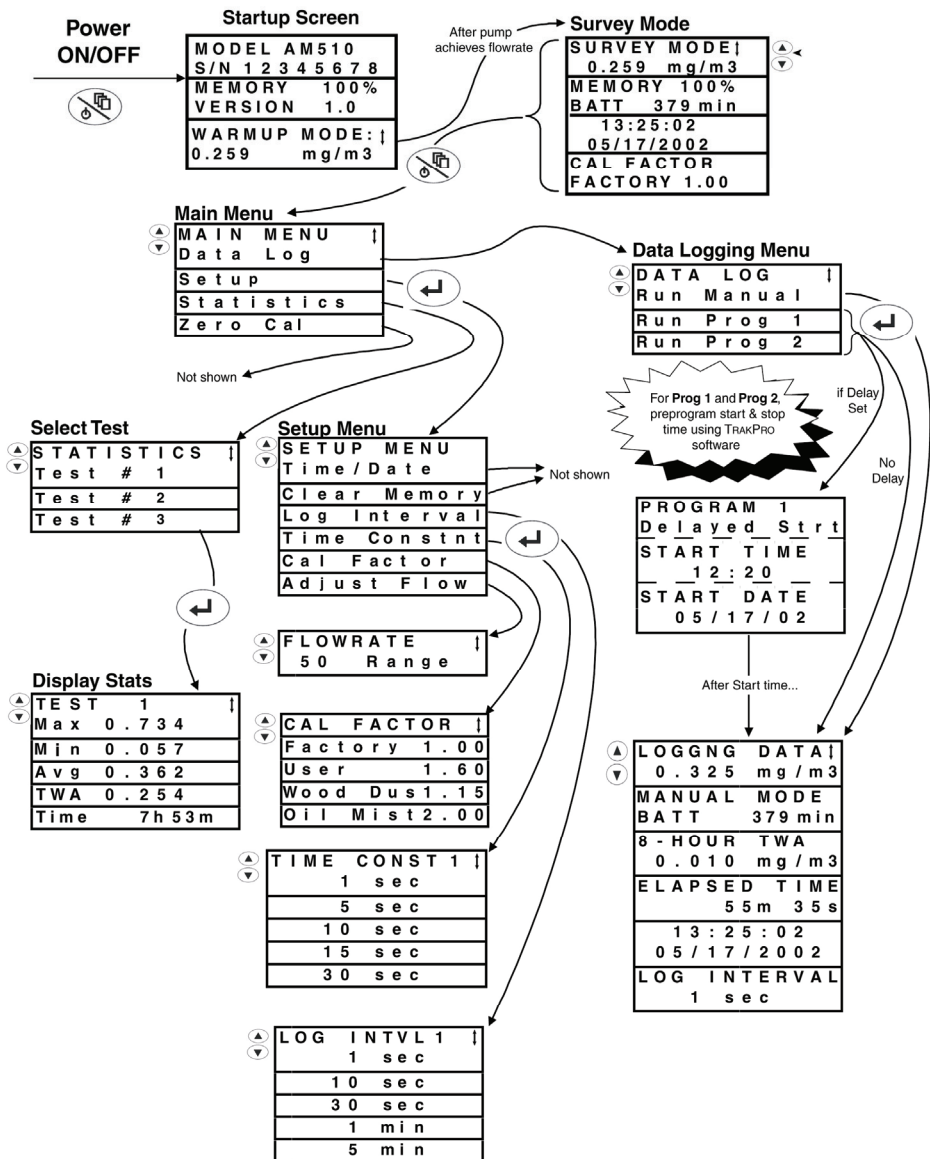 Power
ON/OFF
Startup Screen
MODEL AM510
S/N 12345678
MEMORY 100%
VERSION 1.0
WARMUP MODE:
0.259 mg/m3
After pump
achieves flowrate
Survey Mode
SURVEY MODE
0.259 mg/m3
MEMORY 100%
BATT 379 min
13:25:02
05/17/2002
CAL FACTOR
FACTORY 1.00
Main Menu
MAIN MENU
Data Log
Setup
Statistics
Zero Cal
Not shown
Data Logging Menu
DATA LOG
Run Manual
Run Prog 1
Run Prog 2
For Prog 1 and Prog 2,
preprogram start & stop
time using TRAKPRO
software
if Delay
Set
No
Delay
Select Test
STATISTICS
Test # 1
Test # 2
Test # 3
Setup Menu
SETUP MENU
Time/Date
Clear Memory
Log Interval
Time Constnt
Cal Factor
Adjust Flow
Not shown
PROGRAM 1
Delayed Strt
START TIME
12:20
START DATE
05/17/02
After Start time...
FLOWRATE
50 Range
Display Stats
TEST 1
Max 0.734
Min 0.057
Avg 0.362
TWA 0.254
Time 7h 53m
CAL FACTOR
Factory 1.00
User 1.60
Wood Dus1.15
Oil Mist2.00
LOGGNG DATA
0.325 mg/m3
MANUAL MODE
BATT 379 min
8-HOUR TWA
0.010 mg/m3
ELAPSED TIME
55m 35s
13:25:02
05/17/2002
LOG INTERVAL
1 sec
TIME CONST 1
1 sec
5 sec
10 sec
15 sec
30 sec
LOG INTVL 1
1 sec
10 sec
30 sec
1 min
5 min